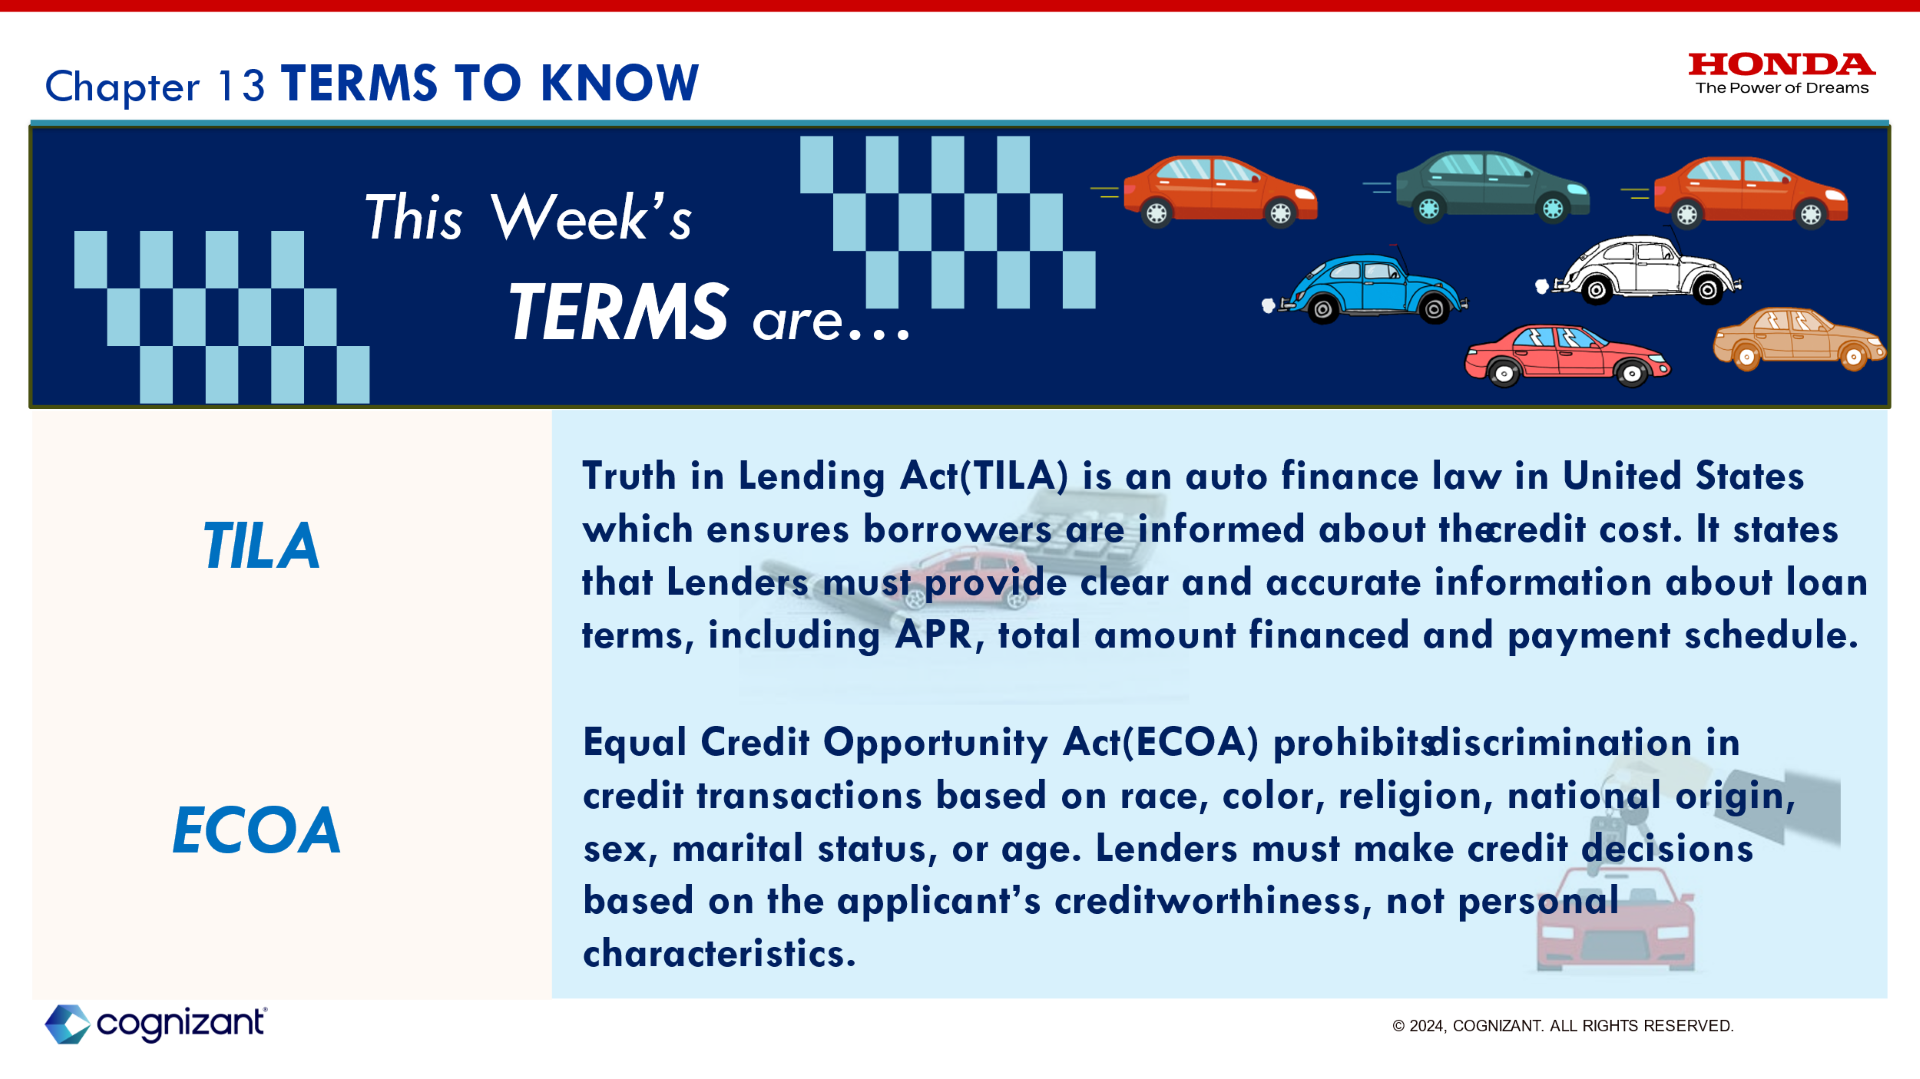 Chapter 13 TERMS TO KNOW
HONDA
The Power of Dreams
This Week’s
TERMS are...
TILA
Truth in Lending Act(TILA) is an auto finance law in United States
which ensures borrowers are informed about the credit cost. It states
that Lenders must provide clear and accurate information about loan
terms, including APR, total amount financed and payment schedule.
ECOA
Equal Credit Opportunity Act(ECOA) prohibits discrimination in
credit transactions based on race, color, religion, national origin,
sex, marital status, or age. Lenders must make credit decisions
based on the applicant’s creditworthiness, not personal
characteristics.
cognizant
© 2024, COGNIZANT. ALL RIGHTS RESERVED.